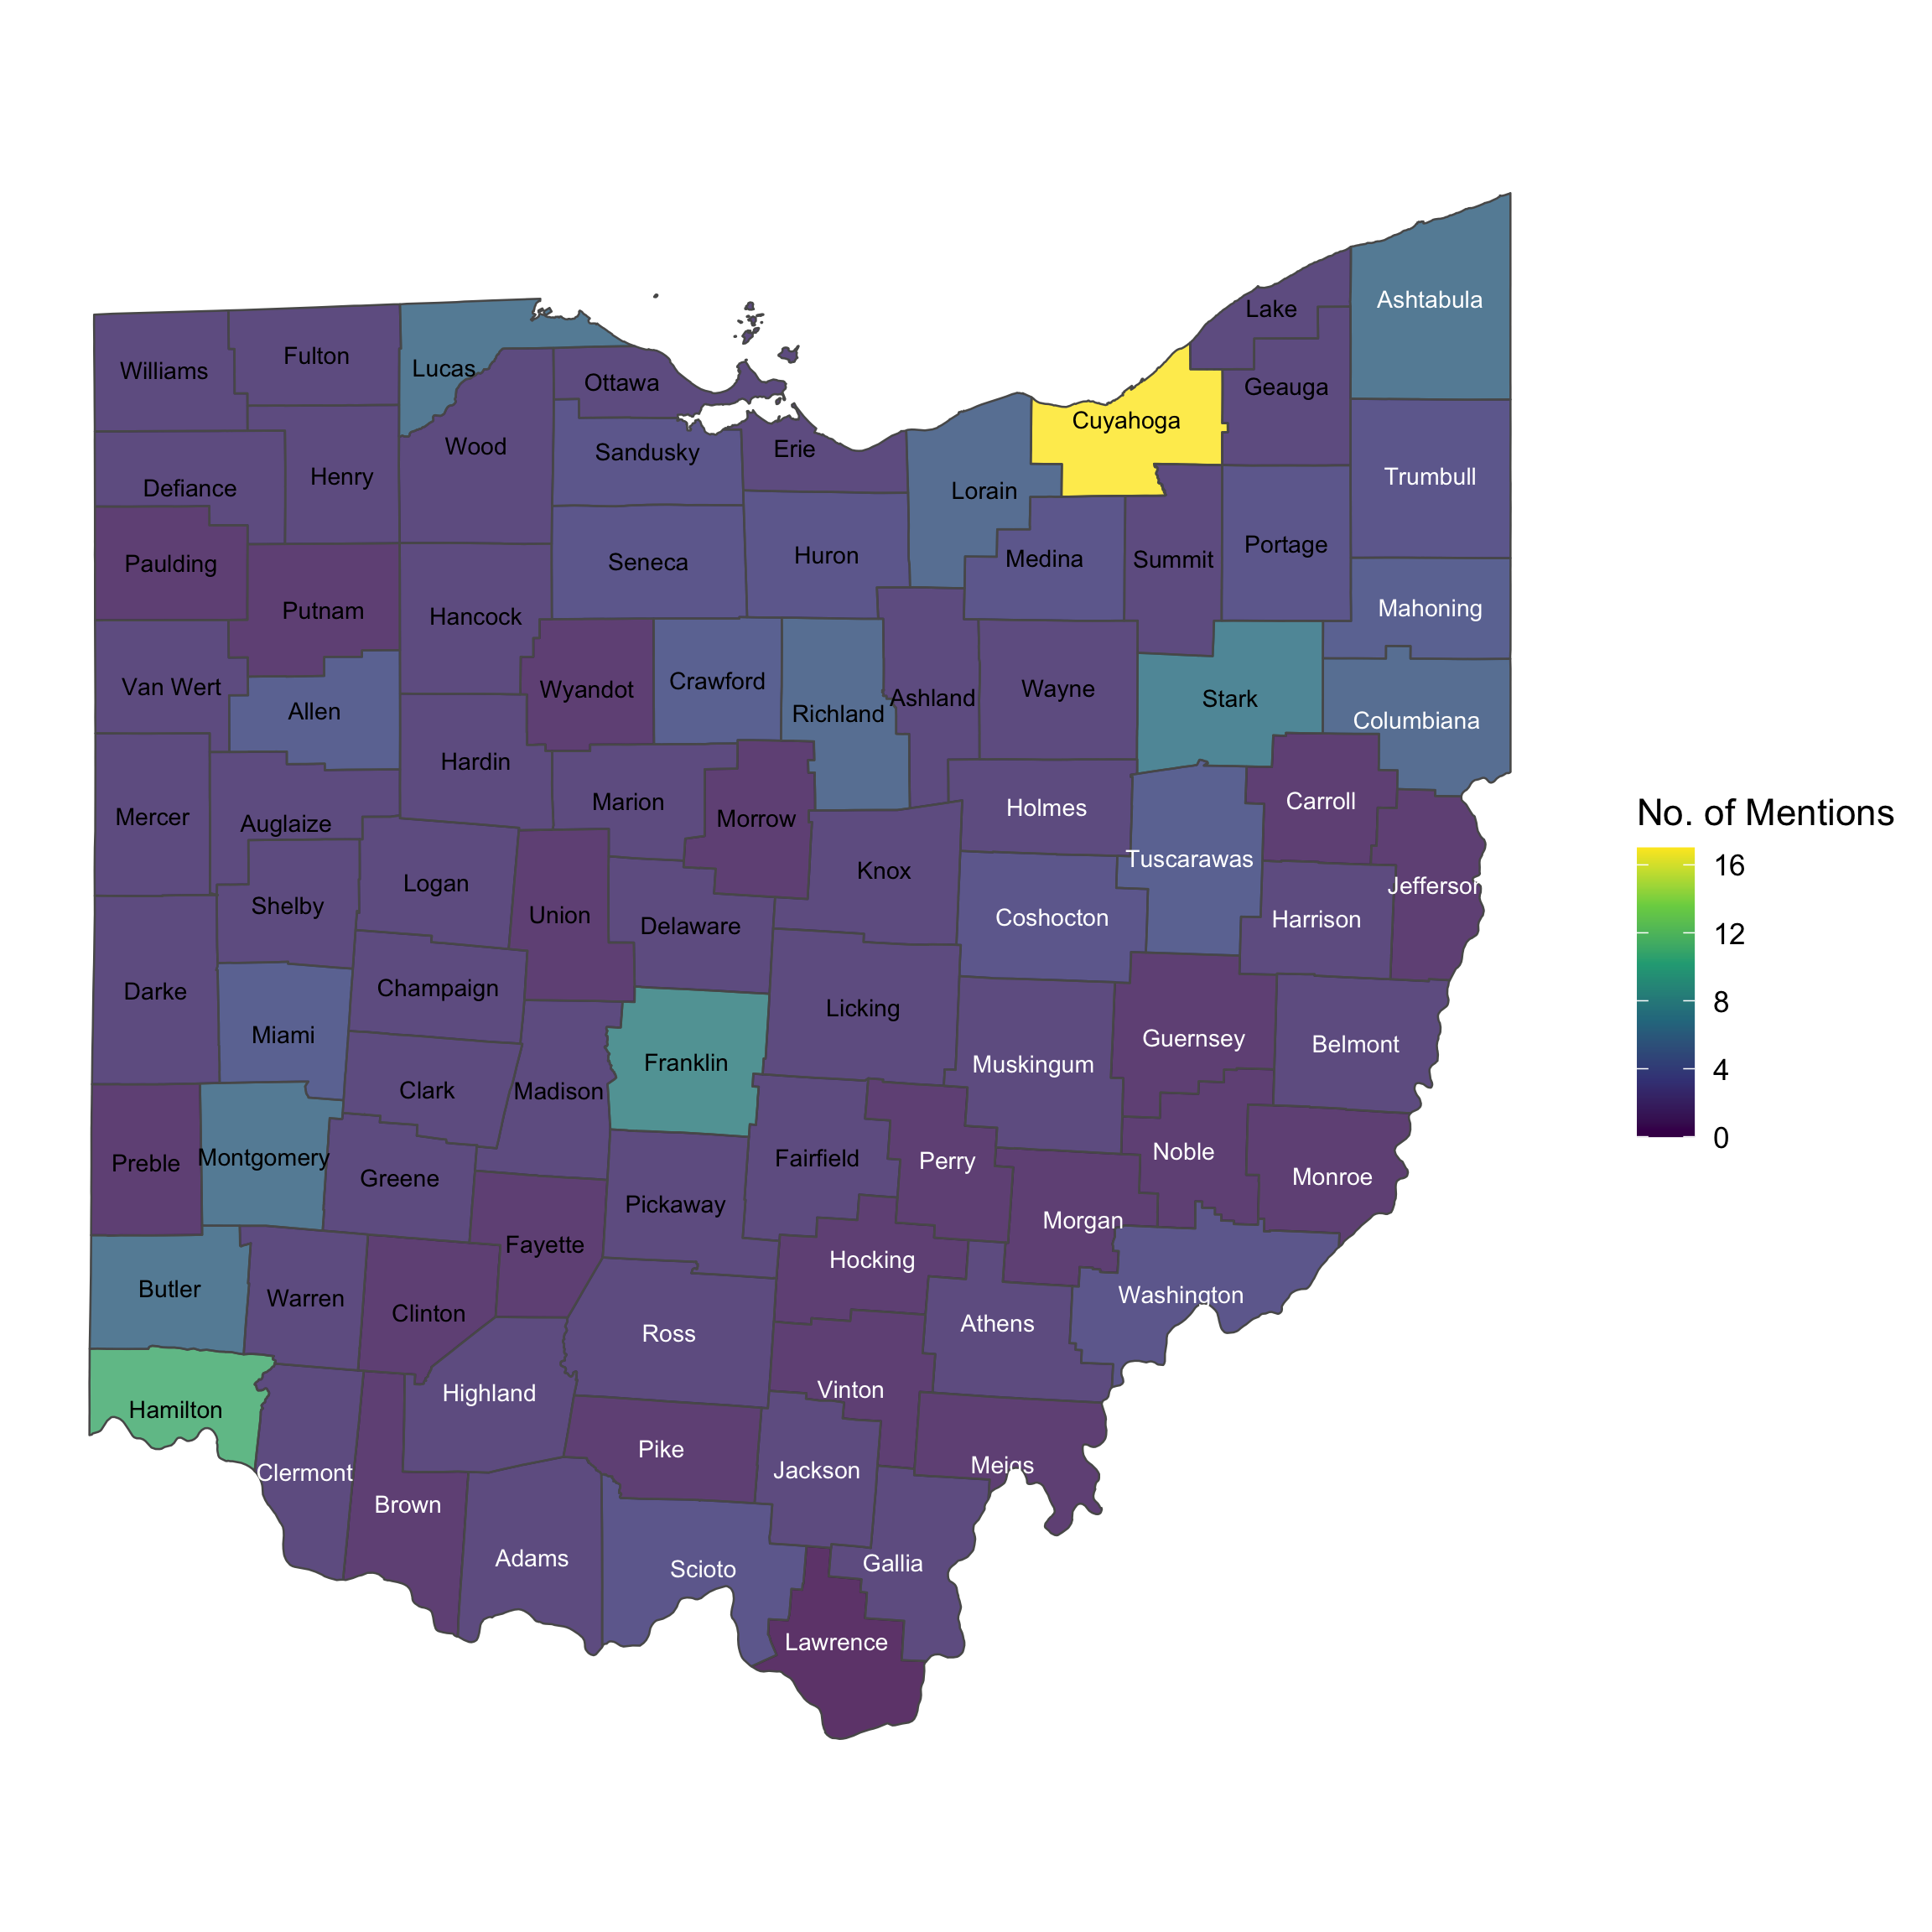 Ashtabula
Lake
Fulton
Williams
Lucas
Ottawa
Geauga
Cuyahoga
Wood
Erie
Sandusky
Henry
Trumbull
Defiance
Lorain
Portage
Huron
Medina
Summit
Seneca
Paulding
Mahoning
Putnam
Hancock
Crawford
Van Wert
Wyandot
Wayne
Ashland
Stark
Allen
Richland
Columbiana
Hardin
Marion
Carroll
Holmes
No. of Mentions
Mercer
Morrow
Auglaize
Tuscarawas
16
Knox
Logan
Jefferson
Shelby
Union
Coshocton
Harrison
Delaware
12
Champaign
Darke
Licking
8
Miami
Guernsey
Belmont
Franklin
Muskingum
4
Clark
Madison
Noble
Montgomery
Fairfield
Perry
Preble
0
Greene
Monroe
Pickaway
Morgan
Fayette
Hocking
Butler
Washington
Warren
Clinton
Athens
Ross
Vinton
Highland
Hamilton
Pike
Meigs
Jackson
Clermont
Brown
Adams
Gallia
Scioto
Lawrence